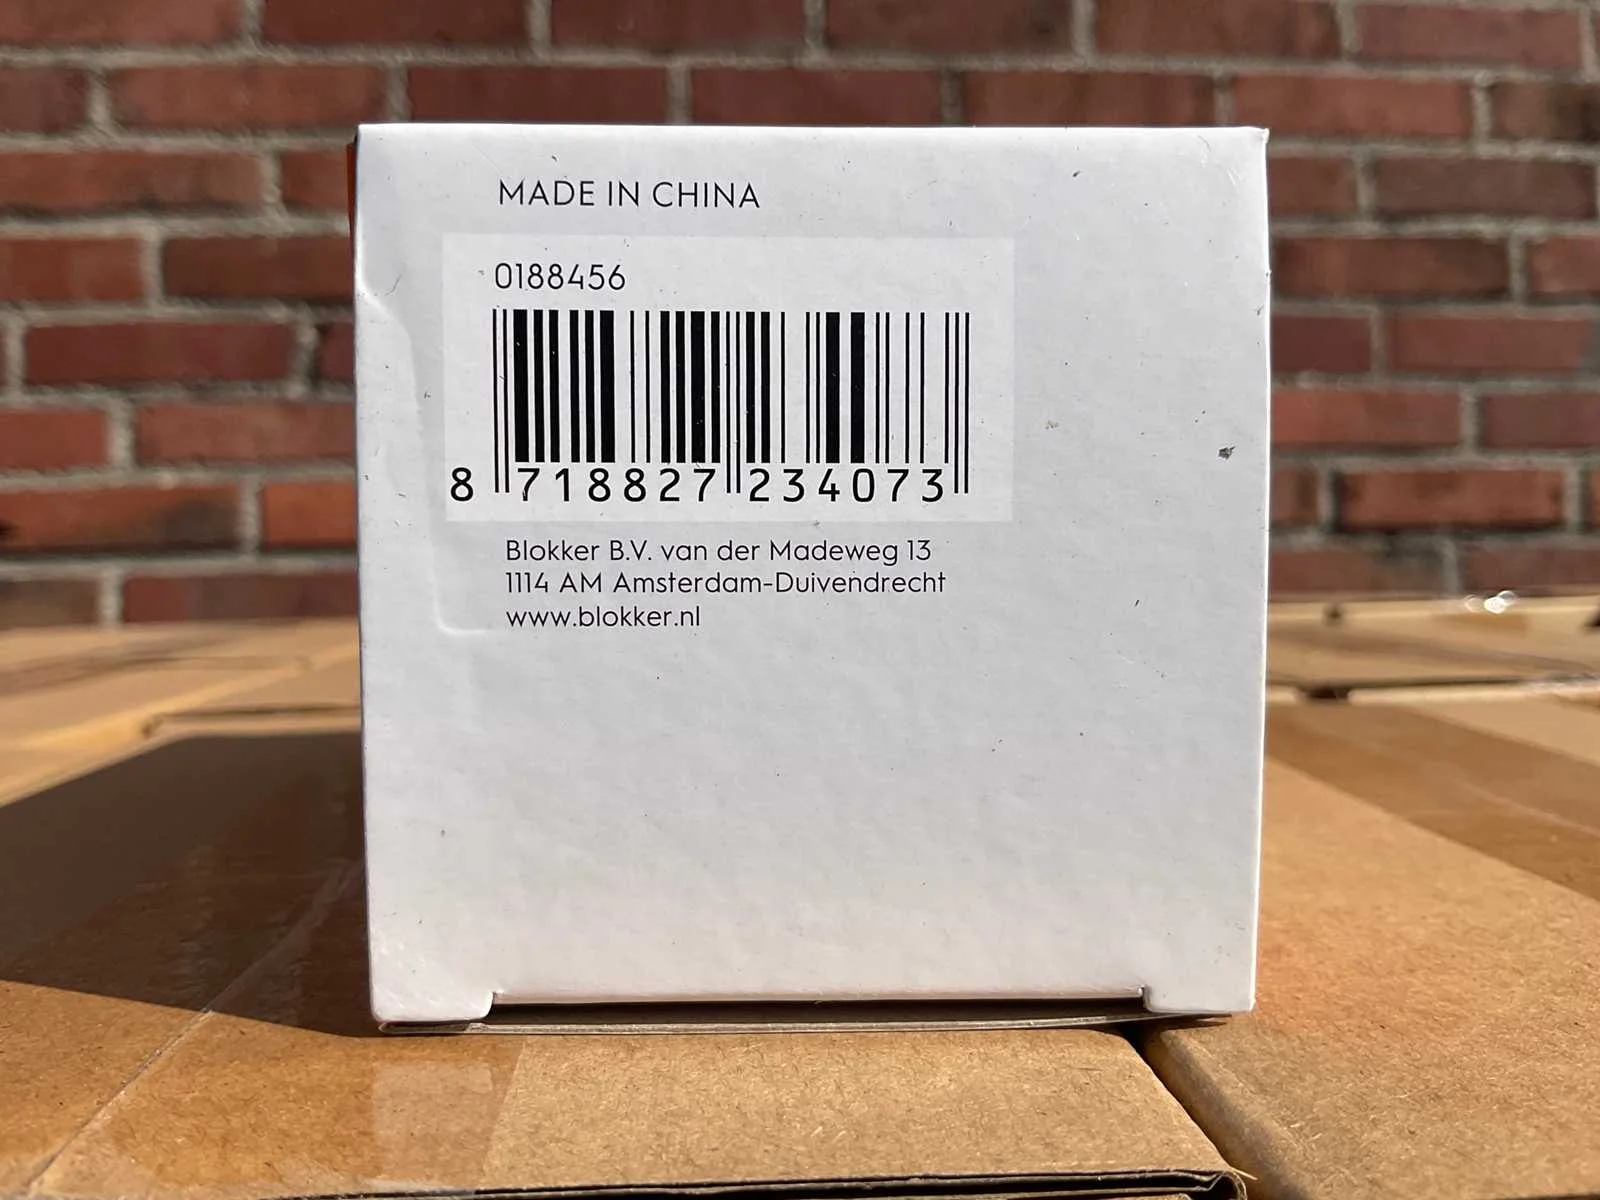 MADE IN CHINA
0188456
8 718827 234073
Blokker B.V. van der Madeweg 13
1114 AM Amsterdam-Duivendrecht
www.blokker.nl